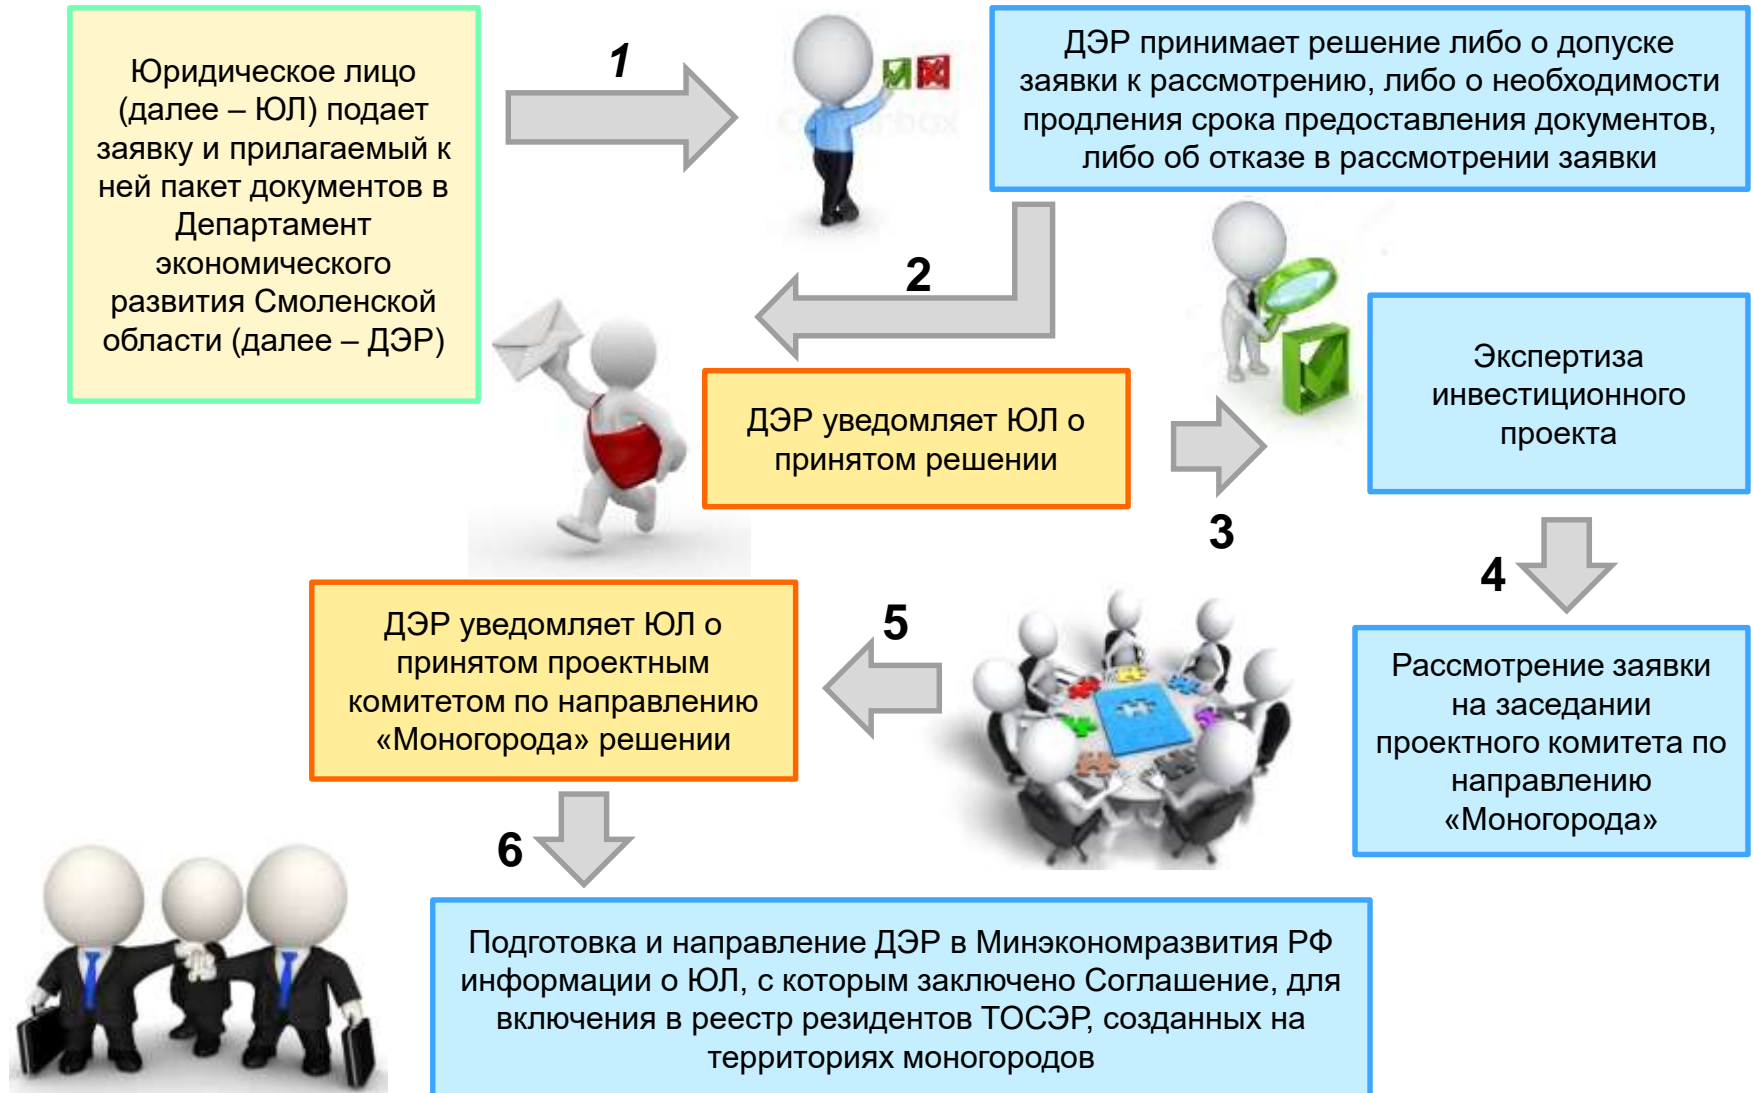 Юридическое лицо
(далее – ЮЛ) подает
заявку и прилагаемый к
ней пакет документов в
Департамент
экономического
развития Смоленской
области (далее – ДЭР)
1
ДЭР принимает решение либо о допуске
заявки к рассмотрению, либо о необходимости
продления срока предоставления документов,
либо об отказе в рассмотрении заявки
2
ДЭР уведомляет ЮЛ о
принятом решении
3
Экспертиза
инвестиционного
проекта
4
Рассмотрение заявки
на заседании
проектного комитета по
направлению
«Моногорода»
5
ДЭР уведомляет ЮЛ о
принятом проектным
комитетом по направлению
«Моногорода» решении
6
Подготовка и направление ДЭР в Минэкономразвития РФ
информации о ЮЛ, с которым заключено Соглашение, для
включения в реестр резидентов ТОСЭР, созданных на
территориях моногородов